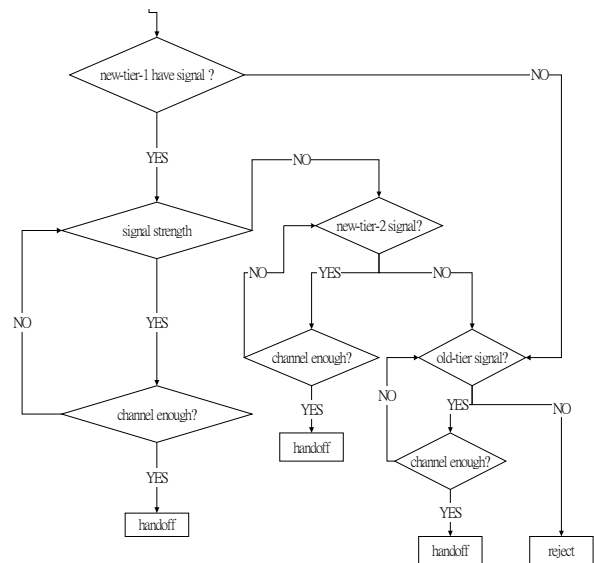 new-tier-1 have signal ?
NO
YES
NO
signal strength
new-tier-2 signal?
NO
YES
NO
NO
YES
channel enough?
old-tier signal?
NO
YES
NO
channel enough?
YES
handoff
channel enough?
YES
YES
handoff
handoff
reject